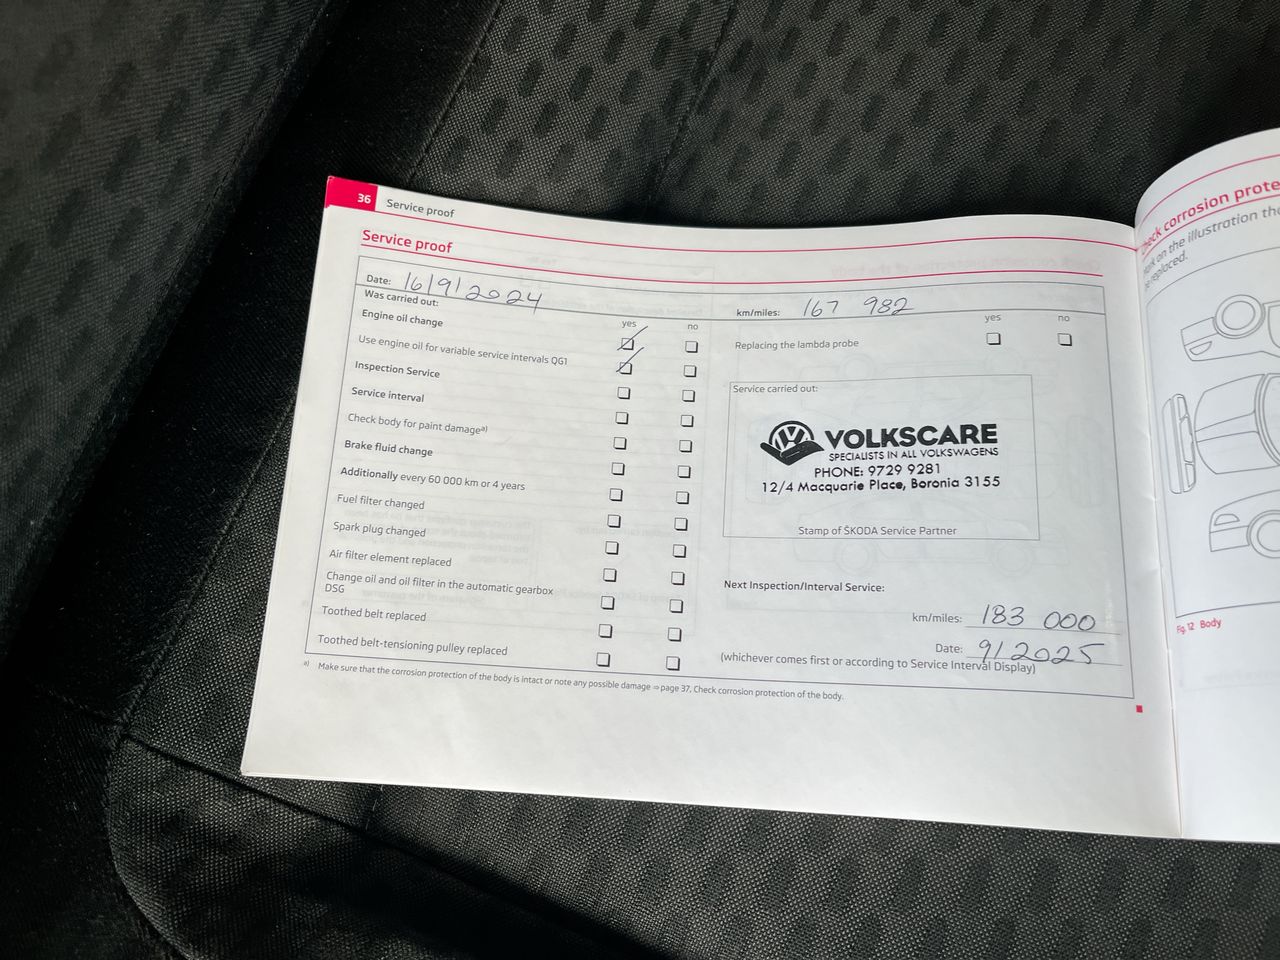 36 Service proof
Service proof
Date: 16/9/2024
km/miles: 167 982
Was carried out:
yes no
Engine oil change
Use engine oil for variable service intervals QG1
Inspection Service
Service interval
Check body for paint damage a)
Brake fluid change
Additionally every 60 000 km or 4 years
Fuel filter changed
Spark plug changed
Air filter element replaced
Change oil and oil filter in the automatic gearbox
DSG
Toothed belt replaced
Toothed belt-tensioning pulley replaced
yes no
Replacing the lambda probe
Service carried out:
VOLKSCARE
SPECIALISTS IN ALL VOLKSWAGENS
PHONE: 9729 9281
12/4 Macquarie Place, Boronia 3155
Stamp of ŠKODA Service Partner
Next Inspection/Interval Service:
km/miles: 183 000
Date: 9/2025
(whichever comes first or according to Service Interval Display)
a) Make sure that the corrosion protection of the body is intact or note any possible damage ⇒ page 37, Check corrosion protection of the body.
corrosion prote
on the illustration the
be replaced.
Fig. 12 Body